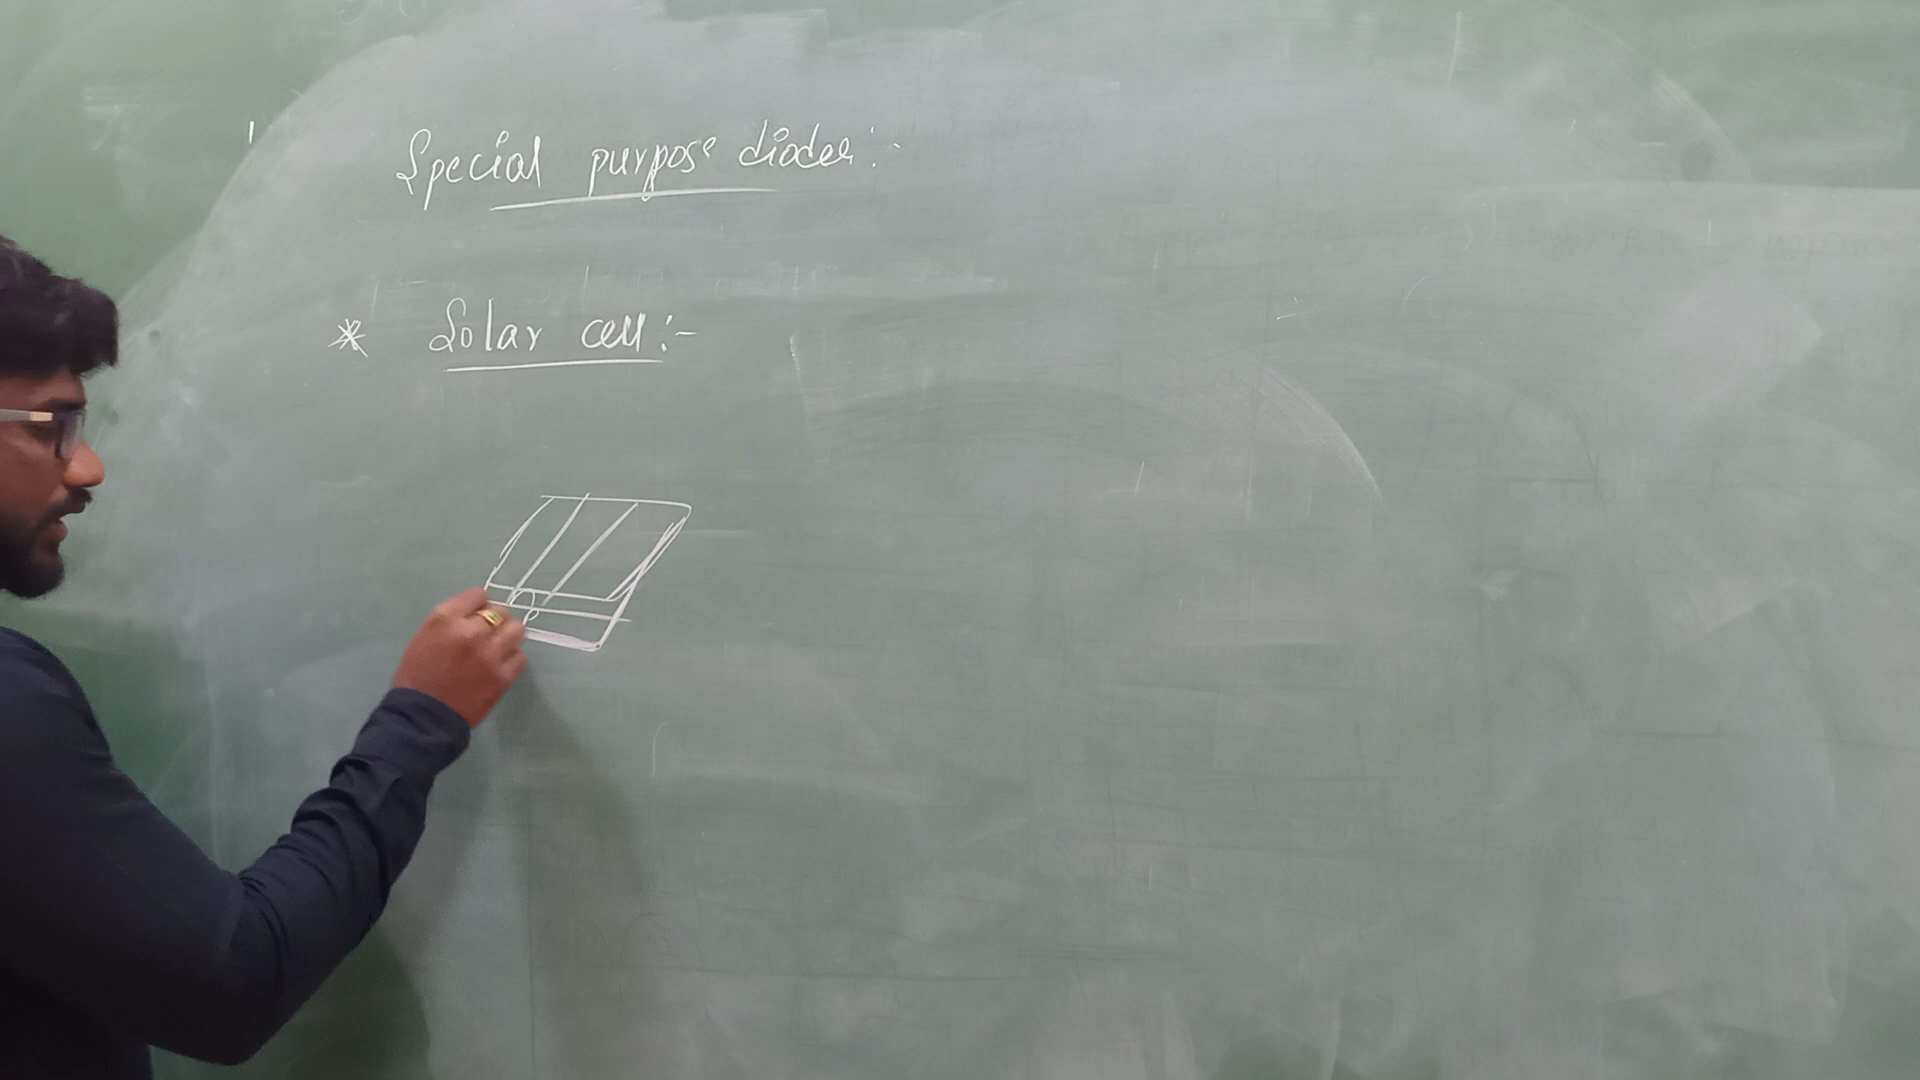 Special purpose diodes:-
* Solar cell:-